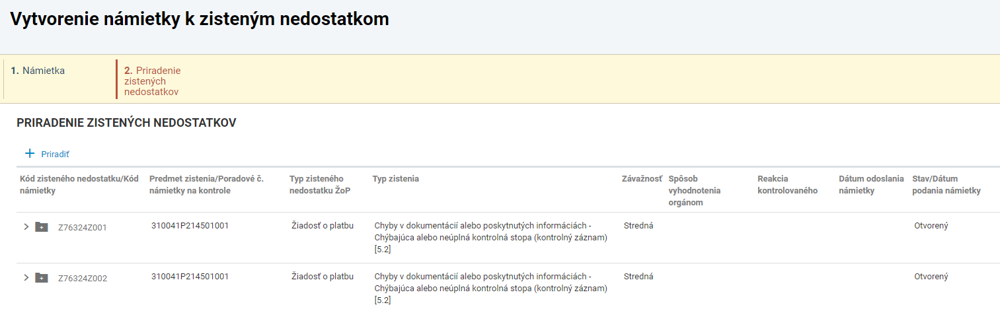 Vytvorenie námietky k zisteným nedostatkom
1. Námietka
2. Priradenie
zistených
nedostatkov
PRIRADENIE ZISTENÝCH NEDOSTATKOV
+ Priradiť
Kód zisteného nedostatku/Kód
námietky
Predmet zistenia/Poradové č.
námietky na kontrole
Typ zisteného
nedostatku ŽoP
Typ zistenia
Závažnosť
Spôsob
vyhodnotenia
orgánom
Reakcia
kontrolovaného
Dátum odoslania
námietky
Stav/Dátum
podania námietky
Z76324Z001
310041P214501001
Žiadosť o platbu
Chyby v dokumentácií alebo poskytnutých informáciách -
Chýbajúca alebo neúplná kontrolná stopa (kontrolný záznam)
[5.2]
Stredná
Otvorený
Z76324Z002
310041P214501001
Žiadosť o platbu
Chyby v dokumentácií alebo poskytnutých informáciách -
Chýbajúca alebo neúplná kontrolná stopa (kontrolný záznam)
[5.2]
Stredná
Otvorený